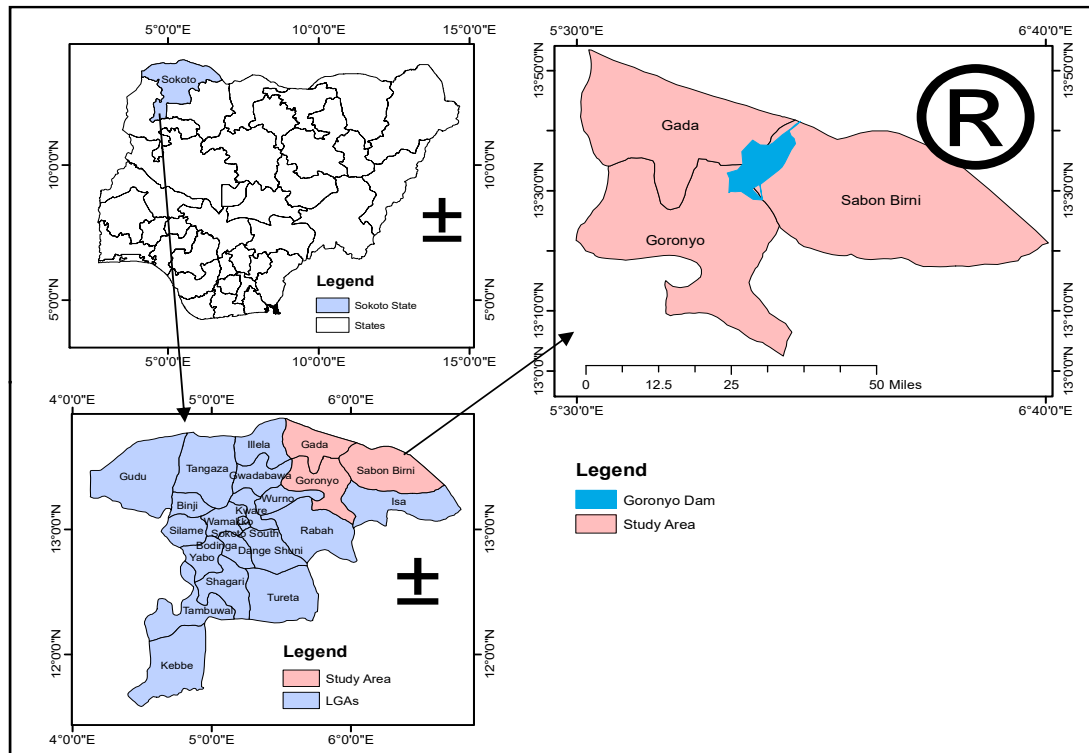 5°0'0"E 10°0'0"E 15°0'0"E
10°0'0"N
5°0'0"N
Sokoto
±
Legend
Sokoto State
States
10°0'0"N
5°0'0"N
5°0'0"E 10°0'0"E 15°0'0"E
5°30'0"E 6°40'0"E
13°50'0"N
13°30'0"N
13°10'0"N
13°0'0"N
®
Gada
Sabon Birni
Goronyo
0 12.5 25 50 Miles
13°50'0"N
13°30'0"N
13°10'0"N
13°0'0"N
5°30'0"E 6°40'0"E
4°0'0"E 5°0'0"E 6°0'0"E
Illela
Gada
Gudu
Tangaza
Gwadabawa
Sabon Birni
Goronyo
Isa
Binji
Wurno
Kware
Wamakko
Silame
Sokoto South
Rabah
Bodinga
Yabo
Dange Shuni
Shagari
Tureta
Tambuwal
Kebbe
13°0'0"N
12°0'0"N
±
Legend
Study Area
LGAs
13°0'0"N
12°0'0"N
4°0'0"E 5°0'0"E 6°0'0"E
Legend
Goronyo Dam
Study Area